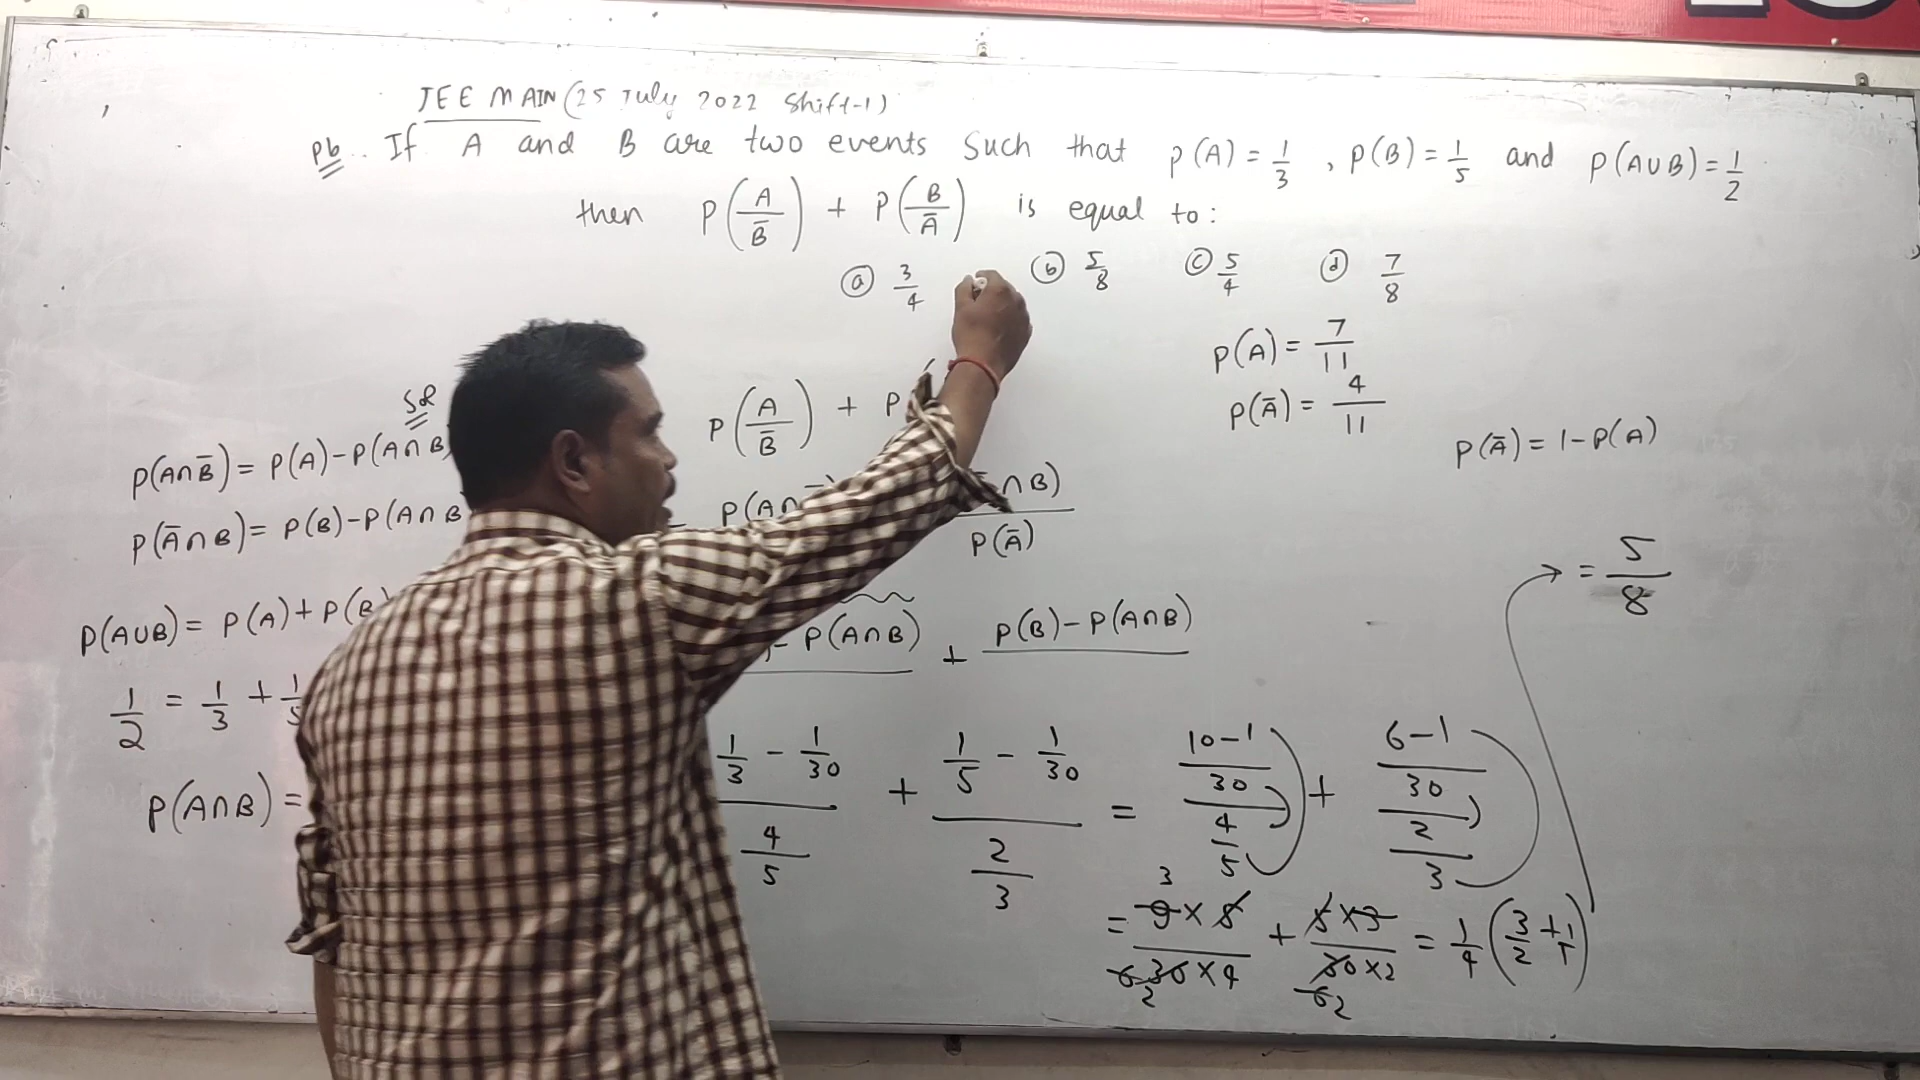 JEE MAIN (25 July 2022 Shift-1)
Pb. If A and B are two events Such that P(A) = 1/3 , P(B) = 1/5 and P(A∪B) = 1/2
then P(A/B̅) + P(B/A̅) is equal to :
(a) 3/4 (b) 5/8 (c) 5/4 (d) 7/8
P(A) = 7/11
P(A̅) = 4/11
P(A̅) = 1-P(A)
P(A/B̅) + P
P(A∩B̅) = P(A)-P(A∩B
P(A̅∩B) = P(B)-P(A∩B
P(A∩ ∩B)/P(A̅)
= 5/8
P(A∪B) = P(A)+P(B)
- P(A∩B) + P(B)-P(A∩B)
1/2 = 1/3 + 1/5
P(A∩B) =
(1/3 - 1/30)/(4/5) + (1/5 - 1/30)/(2/3) = ((10-1)/30)/(4/5) + ((6-1)/30)/(2/3)
= 9×5/30×4 + 5×3/30×2 = 1/4 (3/2 + 1/1)